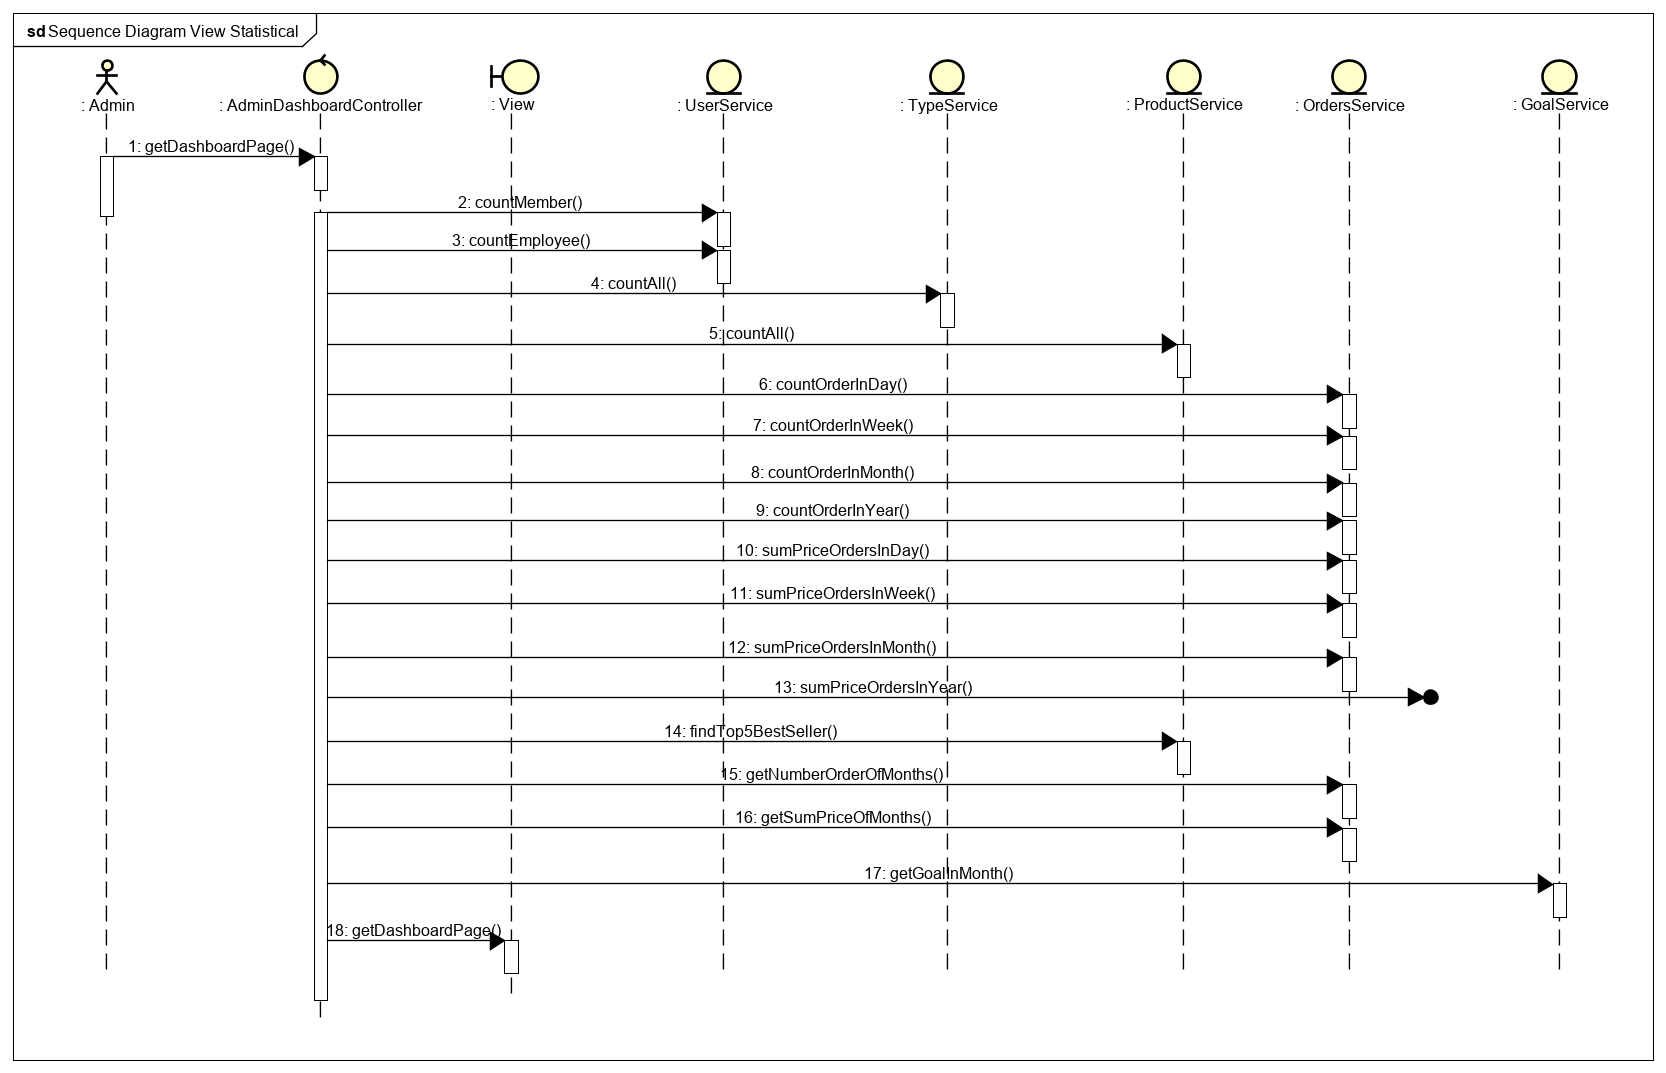 sd Sequence Diagram View Statistical
: Admin
: AdminDashboardController
: View
: UserService
: TypeService
: ProductService
: OrdersService
: GoalService
1: getDashboardPage()
2: countMember()
3: countEmployee()
4: countAll()
5: countAll()
6: countOrderInDay()
7: countOrderInWeek()
8: countOrderInMonth()
9: countOrderInYear()
10: sumPriceOrdersInDay()
11: sumPriceOrdersInWeek()
12: sumPriceOrdersInMonth()
13: sumPriceOrdersInYear()
14: findTop5BestSeller()
15: getNumberOrderOfMonths()
16: getSumPriceOfMonths()
17: getGoalInMonth()
18: getDashboardPage()